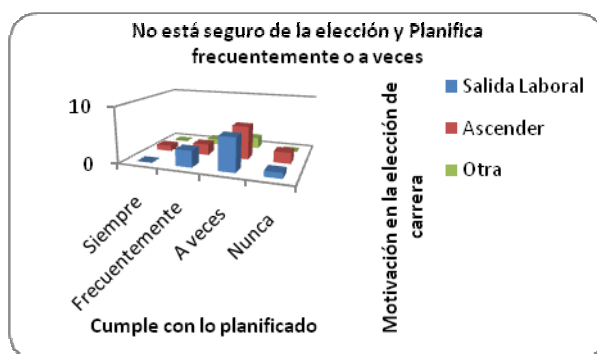 No está seguro de la elección y Planifica
frecuentemente o a veces
10
0
Siempre
Frecuentemente
A veces
Nunca
Cumple con lo planificado
Motivación en la elección de
carrera
Salida Laboral
Ascender
Otra